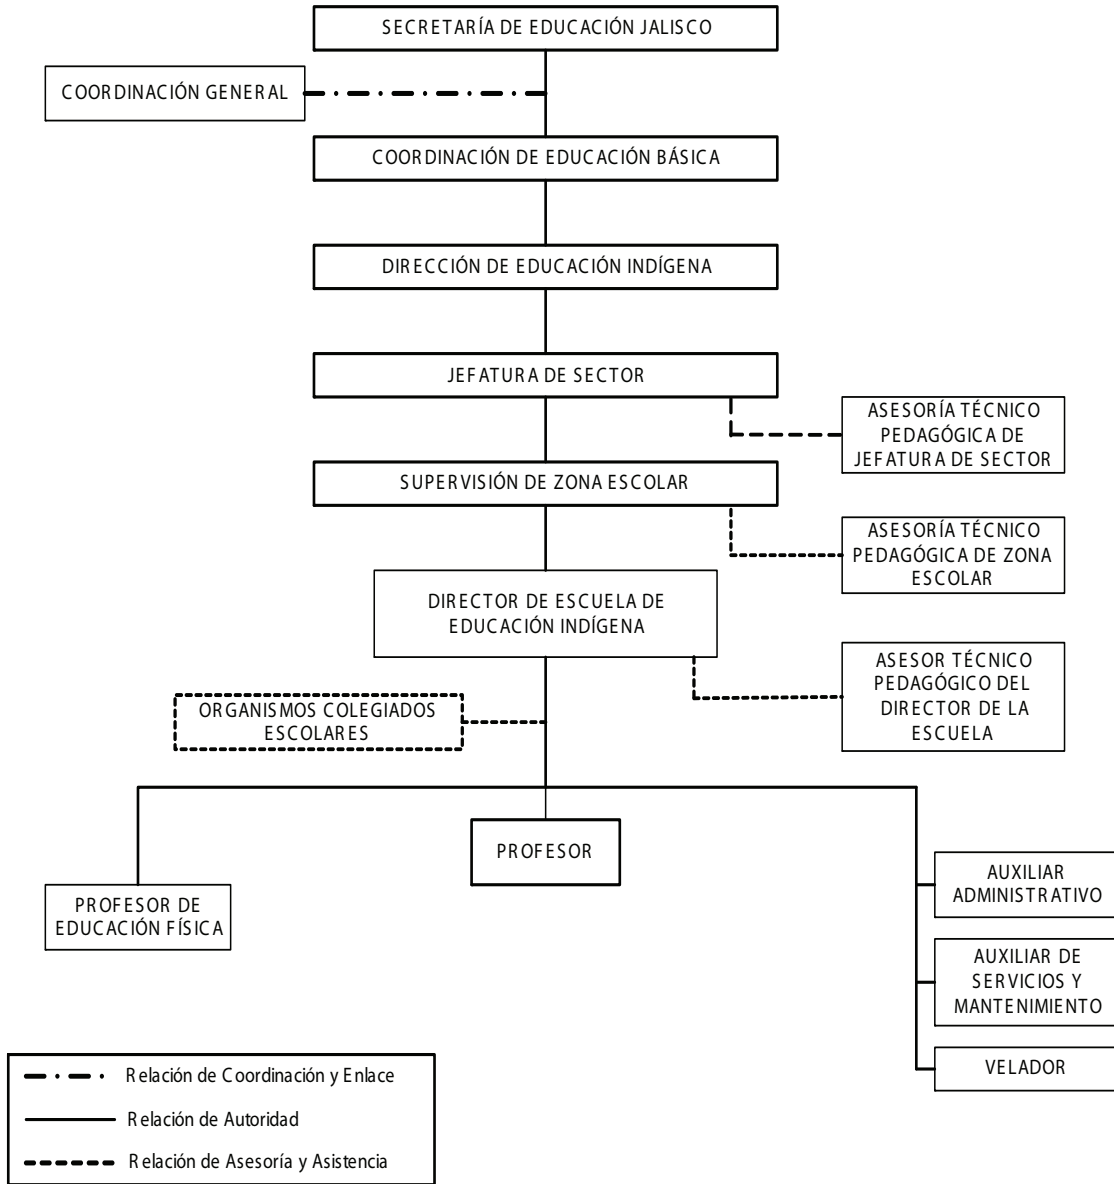 SECRETARÍA DE EDUCACIÓN JALISCO
COORDINACIÓN GENERAL
COORDINACIÓN DE EDUCACIÓN BÁSICA
DIRECCIÓN DE EDUCACIÓN INDÍGENA
JEFATURA DE SECTOR
ASESORÍA TÉCNICO
PEDAGÓGICA DE
JEFATURA DE SECTOR
SUPERVISIÓN DE ZONA ESCOLAR
ASESORÍA TÉCNICO
PEDAGÓGICA DE ZONA
ESCOLAR
DIRECTOR DE ESCUELA DE
EDUCACIÓN INDÍGENA
ASESOR TÉCNICO
PEDAGÓGICO DEL
DIRECTOR DE LA
ESCUELA
ORGANISMOS COLEGIADOS
ESCOLARES
PROFESOR
PROFESOR DE
EDUCACIÓN FÍSICA
AUXILIAR
ADMINISTRATIVO
AUXILIAR DE
SERVICIOS Y
MANTENIMIENTO
VELADOR
Relación de Coordinación y Enlace
Relación de Autoridad
Relación de Asesoría y Asistencia